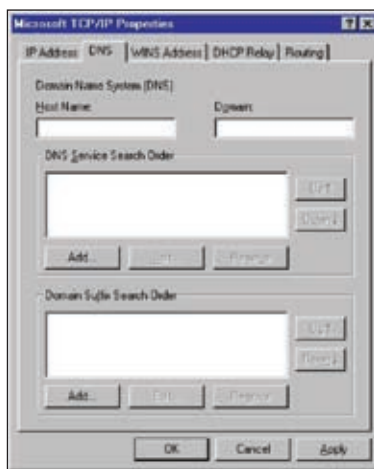 Microsoft TCP/IP Properties
IP Address DNS WINS Address DHCP Relay Routing
Domain Name System (DNS)
Host Name: Domain:
DNS Service Search Order
Add...
Domain Suffix Search Order
Add...
OK Cancel Apply